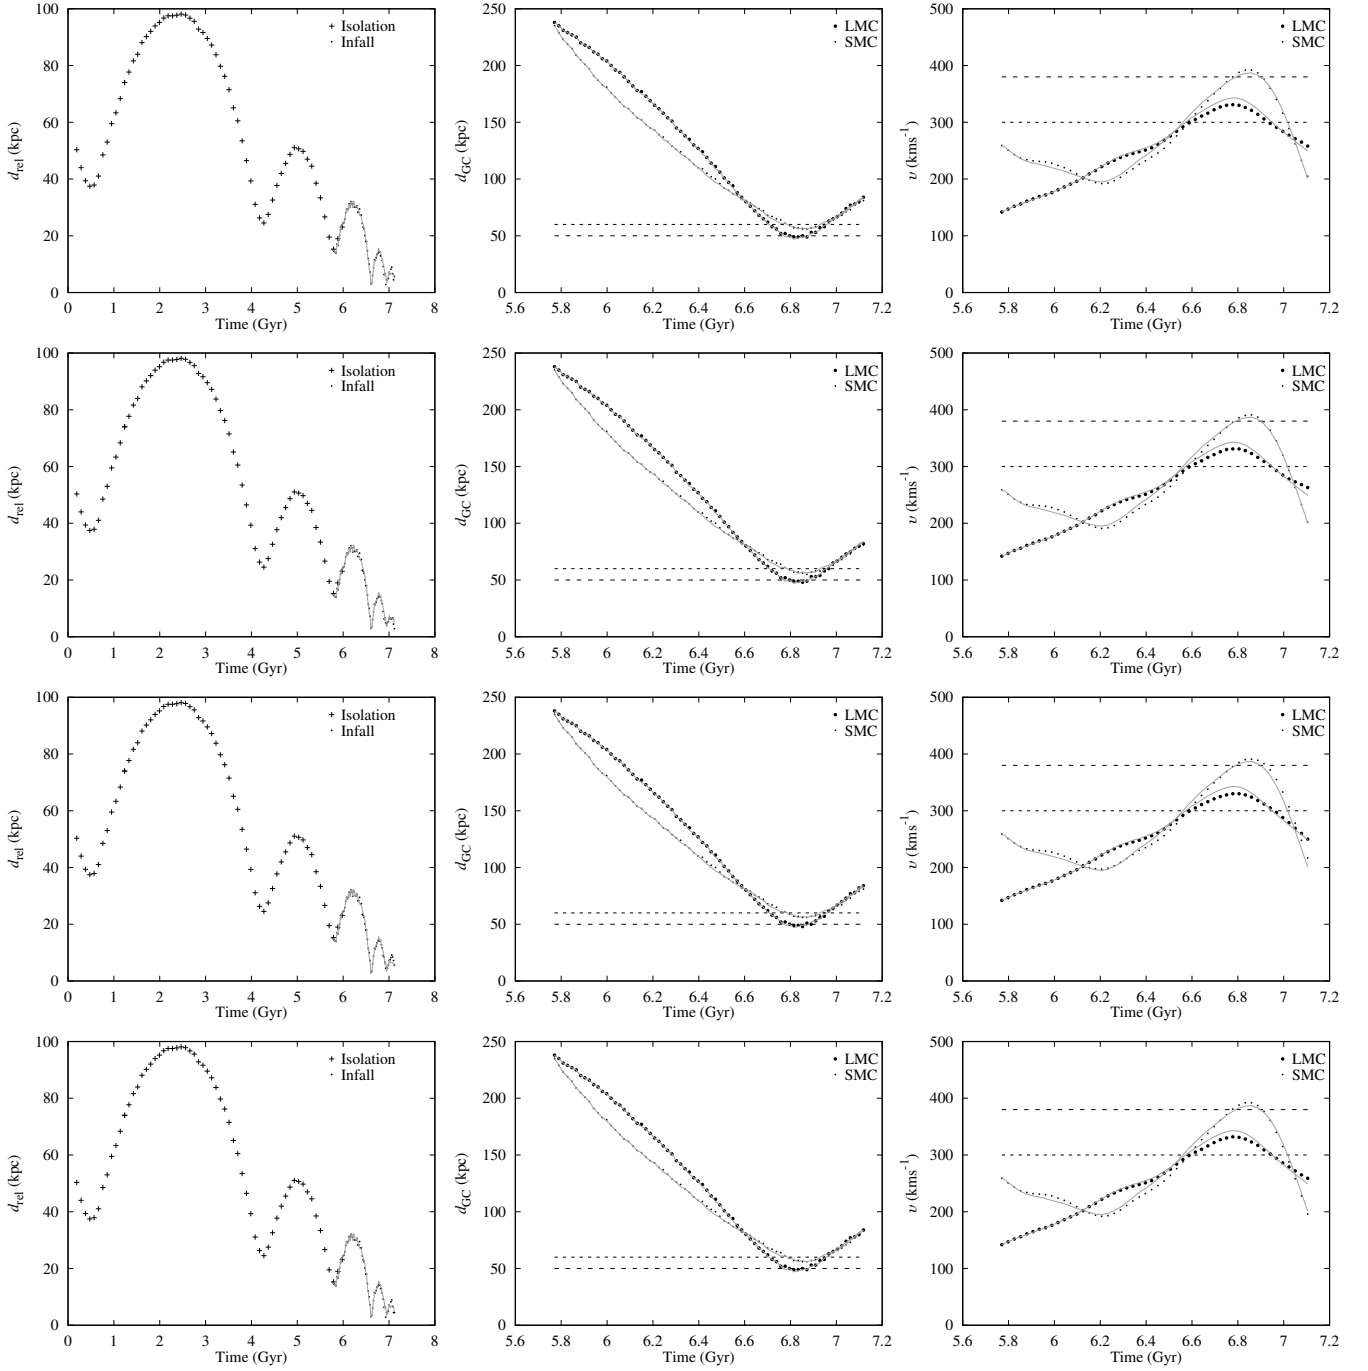 100
80
60
40
20
0
d_rel (kpc)
+ Isolation
Infall
0 1 2 3 4 5 6 7 8
Time (Gyr)
250
200
150
100
50
0
d_GC (kpc)
LMC
SMC
5.6 5.8 6 6.2 6.4 6.6 6.8 7 7.2
Time (Gyr)
500
400
300
200
100
0
υ (kms⁻¹)
LMC
SMC
5.6 5.8 6 6.2 6.4 6.6 6.8 7 7.2
Time (Gyr)
100
80
60
40
20
0
d_rel (kpc)
+ Isolation
Infall
0 1 2 3 4 5 6 7 8
Time (Gyr)
250
200
150
100
50
0
d_GC (kpc)
LMC
SMC
5.6 5.8 6 6.2 6.4 6.6 6.8 7 7.2
Time (Gyr)
500
400
300
200
100
0
υ (kms⁻¹)
LMC
SMC
5.6 5.8 6 6.2 6.4 6.6 6.8 7 7.2
Time (Gyr)
100
80
60
40
20
0
d_rel (kpc)
+ Isolation
Infall
0 1 2 3 4 5 6 7 8
Time (Gyr)
250
200
150
100
50
0
d_GC (kpc)
LMC
SMC
5.6 5.8 6 6.2 6.4 6.6 6.8 7 7.2
Time (Gyr)
500
400
300
200
100
0
υ (kms⁻¹)
LMC
SMC
5.6 5.8 6 6.2 6.4 6.6 6.8 7 7.2
Time (Gyr)
100
80
60
40
20
0
d_rel (kpc)
+ Isolation
Infall
0 1 2 3 4 5 6 7 8
Time (Gyr)
250
200
150
100
50
0
d_GC (kpc)
LMC
SMC
5.6 5.8 6 6.2 6.4 6.6 6.8 7 7.2
Time (Gyr)
500
400
300
200
100
0
υ (kms⁻¹)
LMC
SMC
5.6 5.8 6 6.2 6.4 6.6 6.8 7 7.2
Time (Gyr)